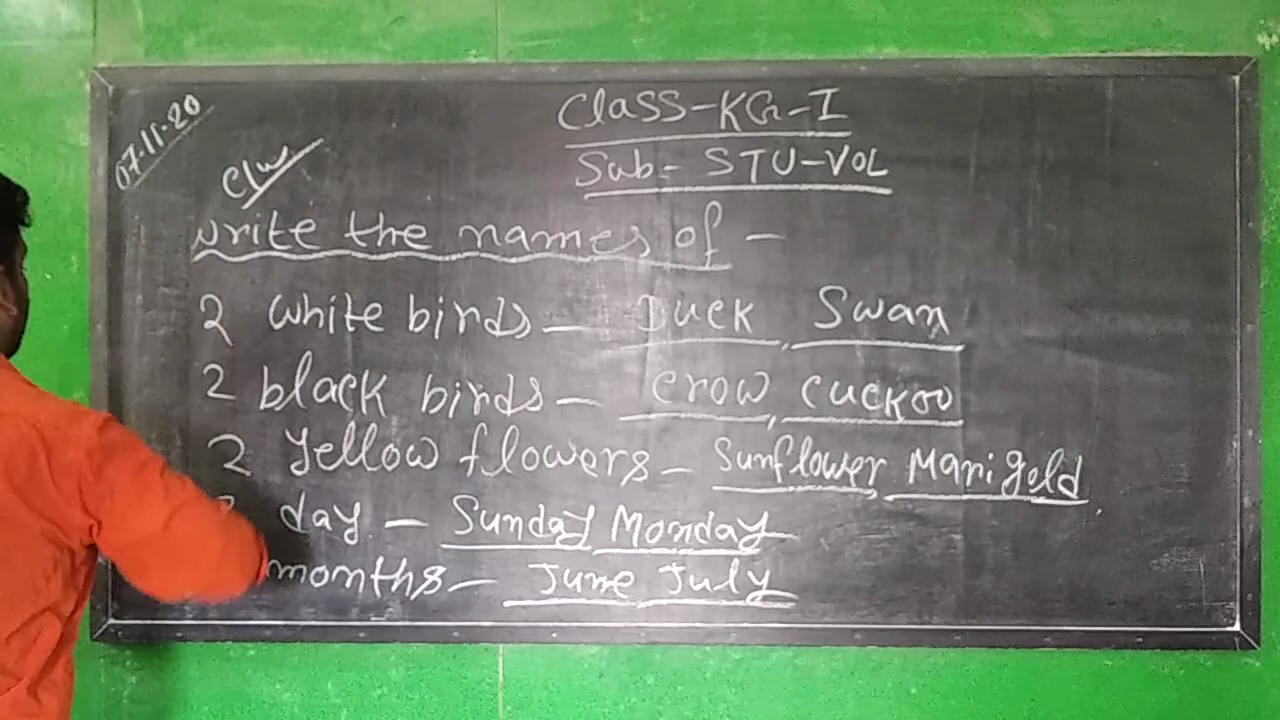 07-11-20
Class-KG-I
Sub- STU-VOL
C/W
Write the names of -
2 white birds - Duck, Swan
2 black birds - crow, cuckoo
2 Yellow flowers - Sunflower, Marigold
2 day - Sunday Monday
months - June July